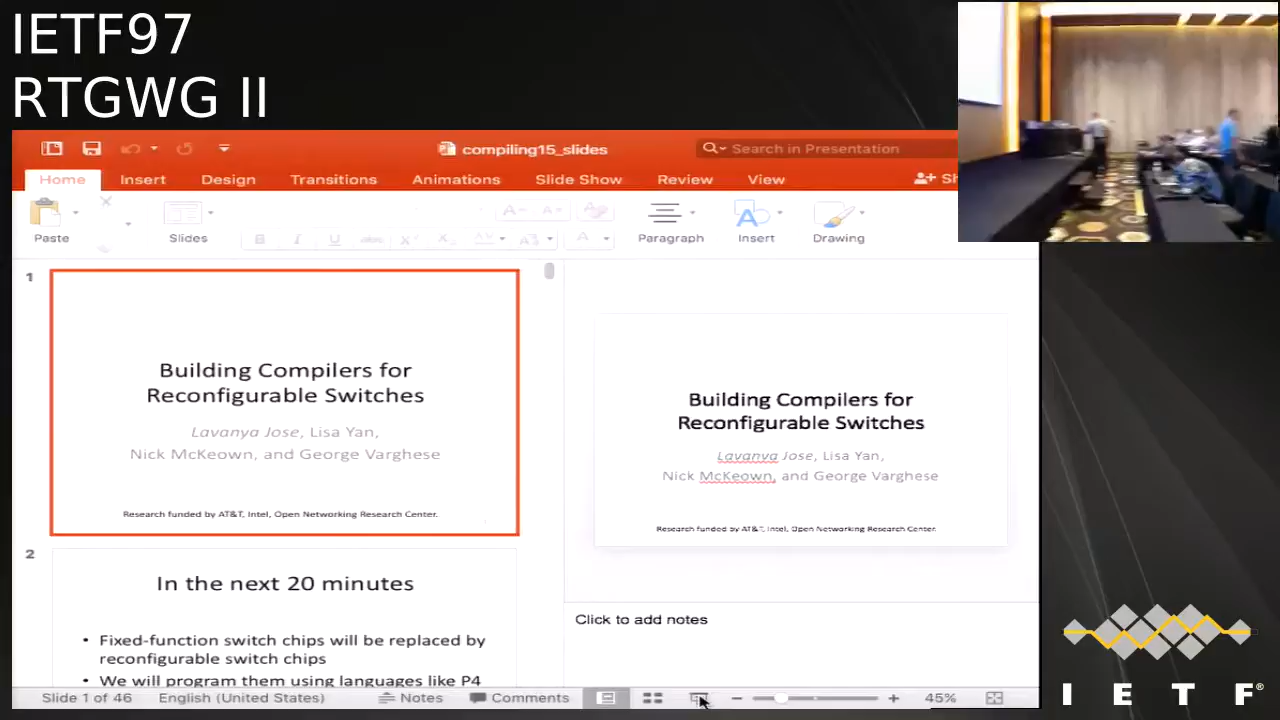 IETF97
RTGWG II
compiling15_slides
Search in Presentation
Home Insert Design Transitions Animations Slide Show Review View Sh
Paste Slides Paragraph Insert Drawing
1
Building Compilers for
Reconfigurable Switches
Lavanya Jose, Lisa Yan,
Nick McKeown, and George Varghese
Research funded by AT&T, Intel, Open Networking Research Center.
2
In the next 20 minutes
• Fixed-function switch chips will be replaced by
reconfigurable switch chips
• We will program them using languages like P4
Building Compilers for
Reconfigurable Switches
Lavanya Jose, Lisa Yan,
Nick McKeown, and George Varghese
Research funded by AT&T, Intel, Open Networking Research Center.
Click to add notes
Slide 1 of 46 English (United States) Notes Comments 45%
I E T F®